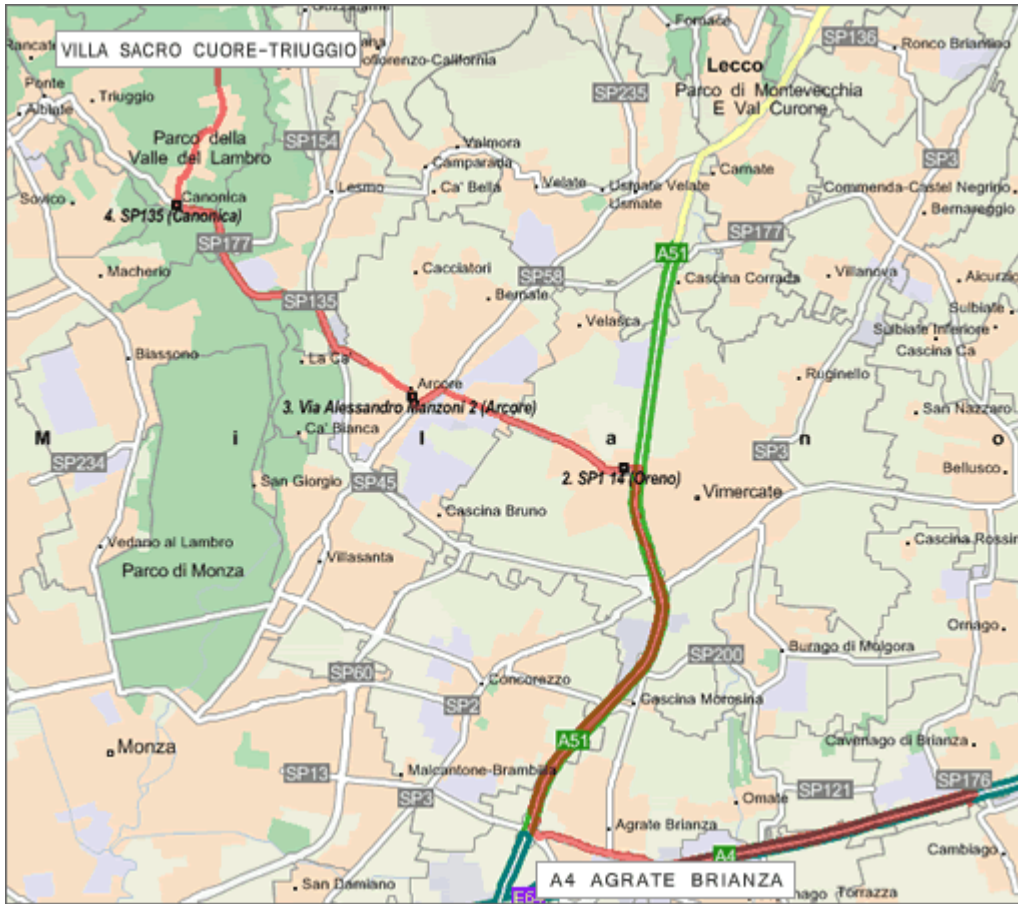 Fornace
SP136
Rancate
VILLA SACRO CUORE-TRIUGGIO
Ronco Briantino
Lecco
Ponte
Albiate
Triuggio
SP235
Parco di Montevecchia
E Val Curone
Parco della
Valle del Lambro
SP154
Valmora
Camparada
SP3
Sovico
Canonica
Lesmo
Ca' Bella
Velate
Usmate Velate
Usmate
Carnate
Commenda-Castel Negrino
Bernareggio
4. SP135 (Canonica)
SP177
SP177
Macherio
Cacciatori
SP58
A51
Cascina Corrada
Villanova
Aicurzio
SP135
Bernate
Velasca
Sulbiate
Sulbiate Inferiore
Cascina Ca
Biassono
La Ca'
Arcore
Ruginello
3. Via Alessandro Manzoni 2 (Arcore)
San Nazzaro
M i l a n o
Ca' Bianca
SP234
SP3
Bellusco
San Giorgio
SP45
2. SP1 14 (Oreno)
Vimercate
Cascina Bruno
Vedano al Lambro
Cascina Rossin
Parco di Monza
Villasanta
Ornago
SP60
Concorezzo
SP200
Burago di Molgora
SP2
Cascina Morosina
Monza
A51
Cavenago di Brianza
SP13
Malcantone-Brambilla
SP176
SP3
SP121
Omate
Agrate Brianza
A4
Cambiago
San Damiano
A4 AGRATE BRIANZA
Torrazza